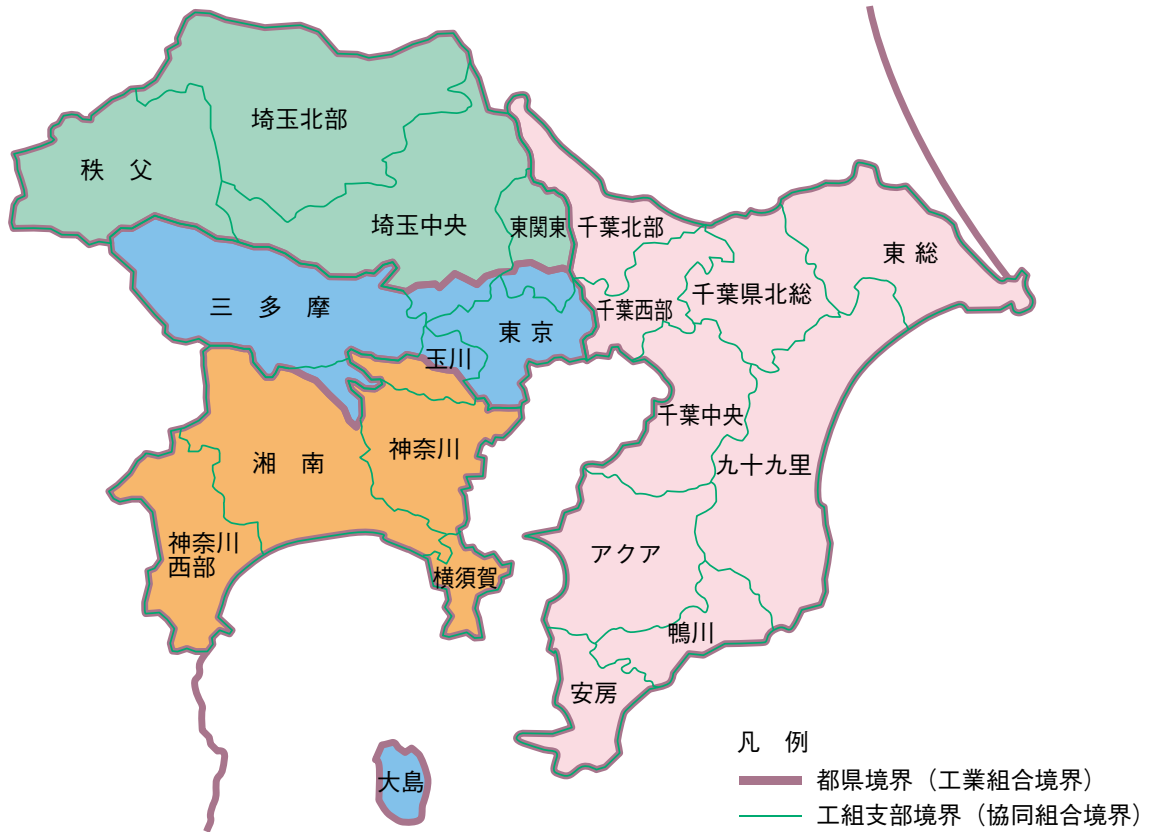 埼玉北部
秩　父
埼玉中央
東関東
千葉北部
東 総
三　多　摩
千葉県北総
千葉西部
東 京
玉川
千葉中央
神奈川
湘　南
九十九里
神奈川
西部
アクア
横須賀
鴨川
安房
大島
凡　例
都県境界（工業組合境界）
工組支部境界（協同組合境界）